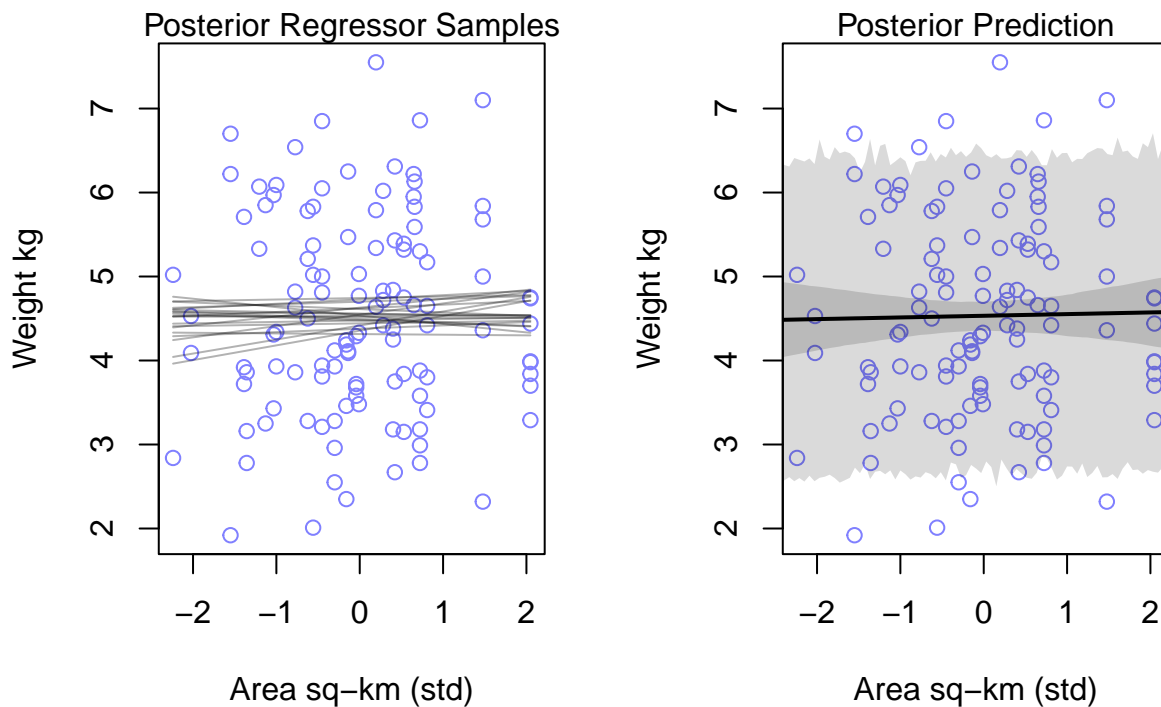 Posterior Regressor Samples
Weight kg
7
6
5
4
3
2
−2 −1 0 1 2
Area sq−km (std)
Posterior Prediction
Weight kg
7
6
5
4
3
2
−2 −1 0 1 2
Area sq−km (std)